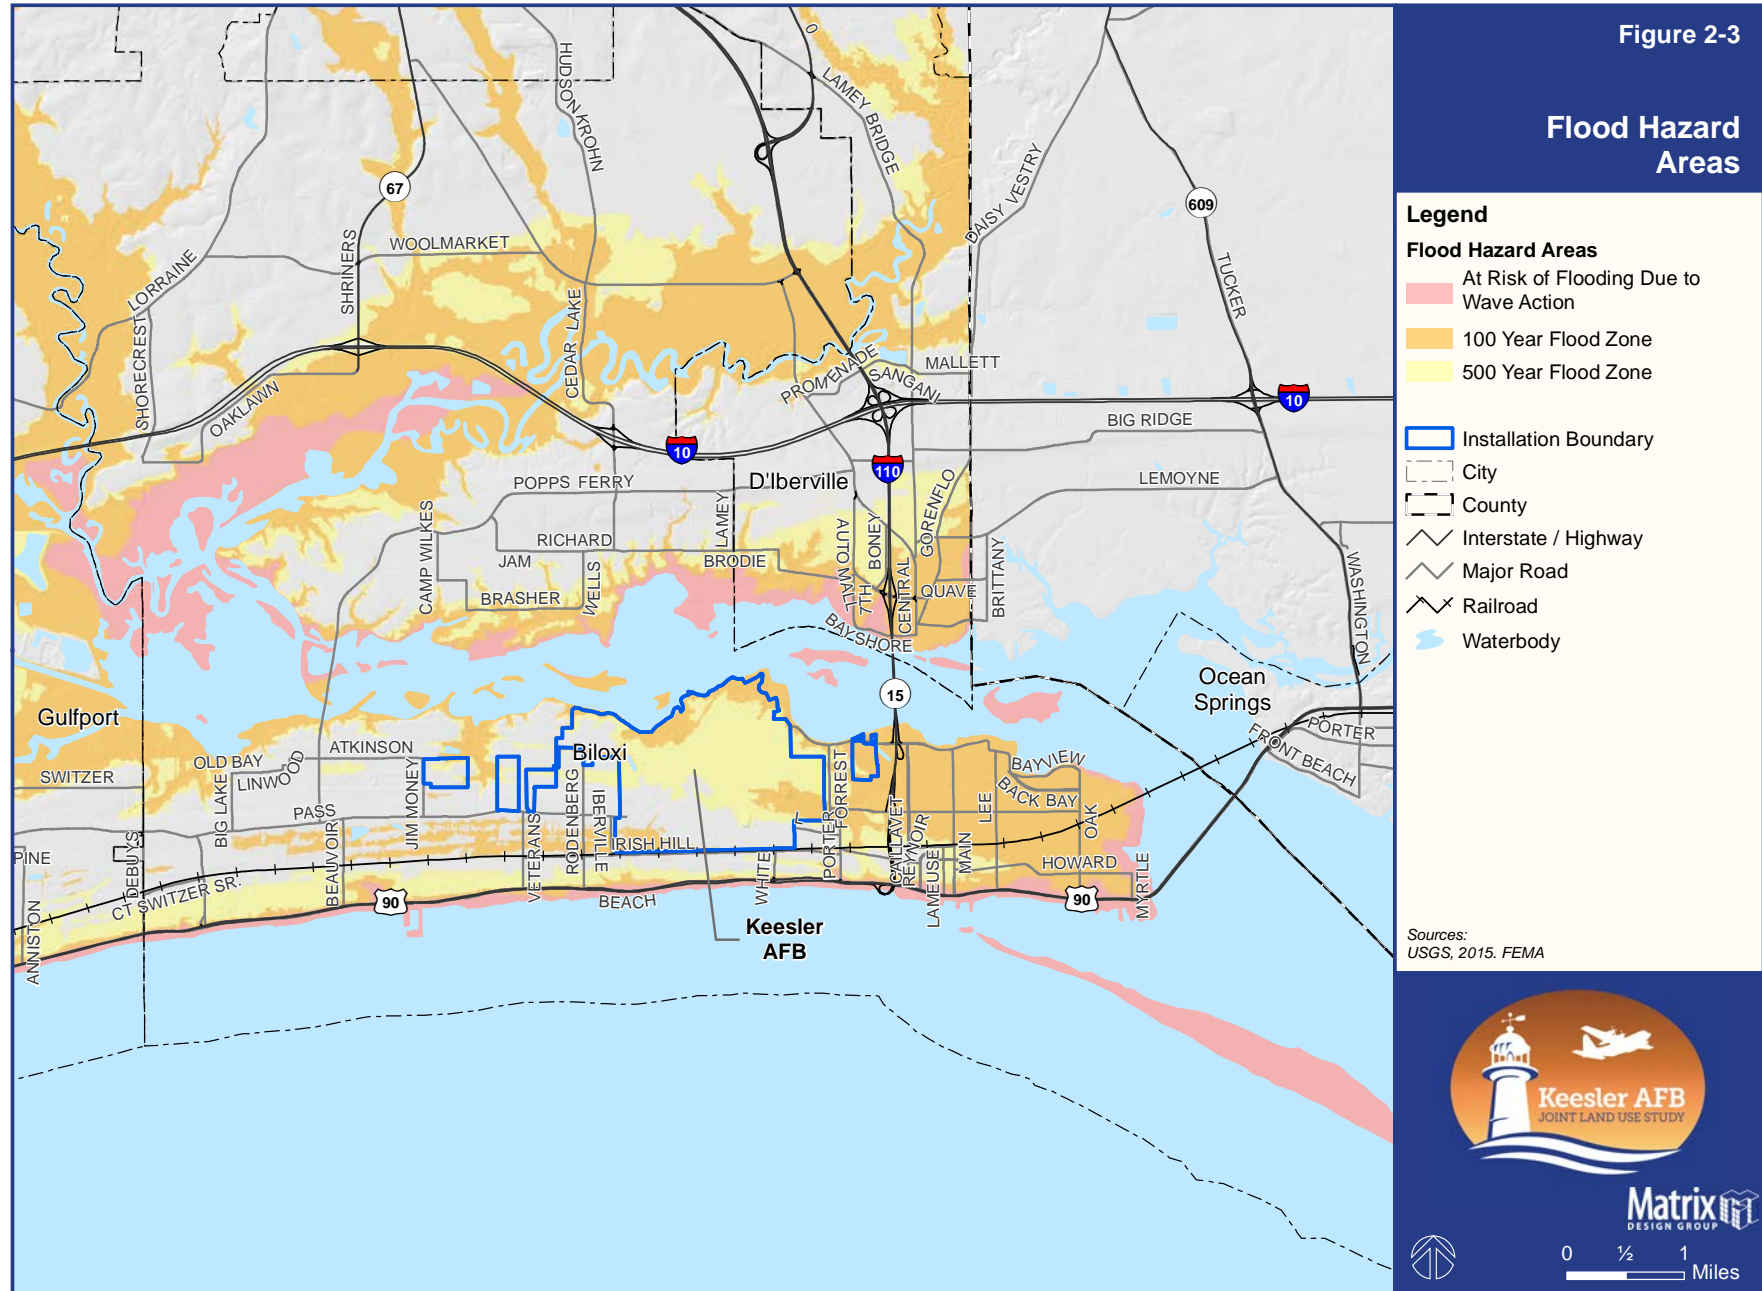 Figure 2-3
Flood Hazard
Areas
Legend
Flood Hazard Areas
At Risk of Flooding Due to
Wave Action
100 Year Flood Zone
500 Year Flood Zone
Installation Boundary
City
County
Interstate / Highway
Major Road
Railroad
Waterbody
Sources:
USGS, 2015. FEMA
Keesler AFB
JOINT LAND USE STUDY
Matrix
DESIGN GROUP
0 ½ 1
Miles
HUDSON KROHN
LAMEY BRIDGE
0
67
609
DAISY VESTRY
WOOLMARKET
SHRINERS
LORRAINE
TUCKER
SHORECREST
CEDAR LAKE
PROMENADE
SANGANI
MALLETT
OAKLAWN
10
10
110
BIG RIDGE
LEMOYNE
POPPS FERRY
D'Iberville
LAMEY
GORENFLO
CAMP WILKES
RICHARD
JAM
BRODIE
AUTO MALL
BONEY
7TH
CENTRAL
QUAVE
BRITTANY
WASHINGTON
BRASHER
WELLS
BAYSHORE
15
Ocean
Springs
Gulfport
Biloxi
PORTER
FRONT BEACH
ATKINSON
OLD BAY
LINWOOD
SWITZER
BIG LAKE
JIM MONEY
PASS
RODENBERG
IBERVILLE
VETERANS
IRISH HILL
FORREST
PORTER
BAYVIEW
BACK BAY
LEE
OAK
CAILLAVET
REYNOIR
MAIN
LAMEUSE
HOWARD
MYRTLE
PINE
DEBUYS
BEAUVOIR
CT SWITZER SR.
ANNISTON
90
BEACH
WHITE
90
Keesler
AFB